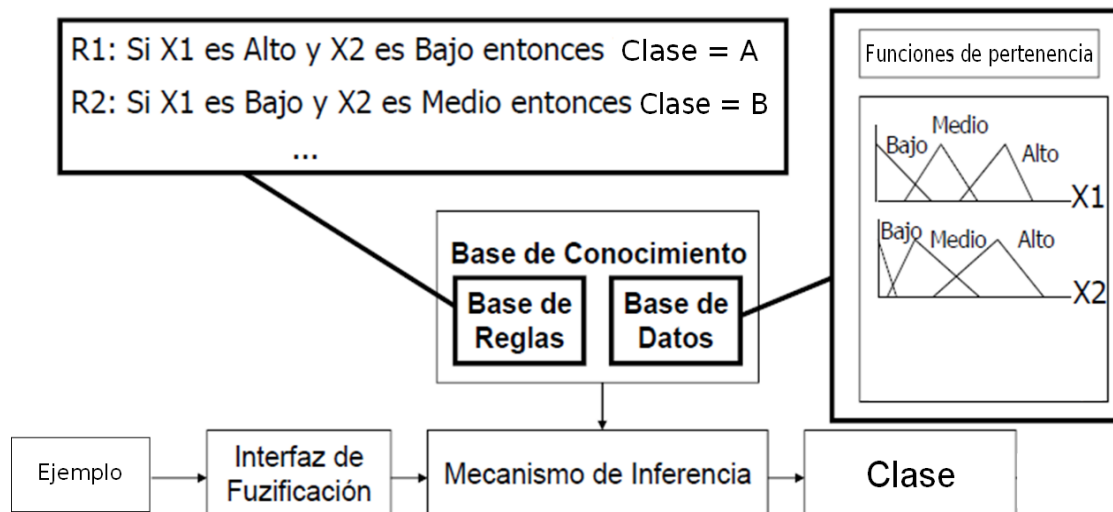 R1: Si X1 es Alto y X2 es Bajo entonces Clase = A
R2: Si X1 es Bajo y X2 es Medio entonces Clase = B
...
Funciones de pertenencia
Medio
Bajo
Alto
X1
Bajo
Medio
Alto
X2
Base de Conocimiento
Base de
Reglas
Base de
Datos
Ejemplo
Interfaz de
Fuzificación
Mecanismo de Inferencia
Clase